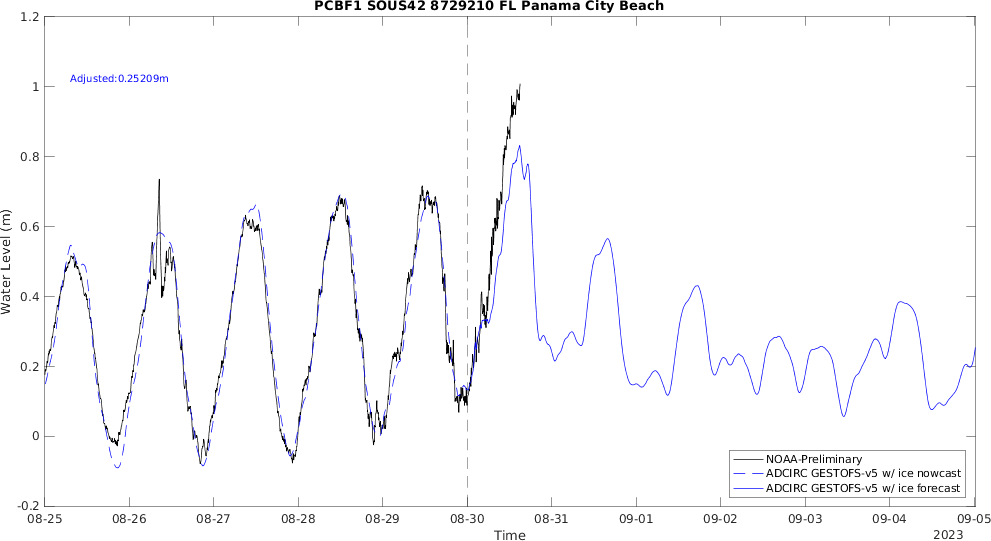 PCBF1 SOUS42 8729210 FL Panama City Beach
1.2
1
0.8
0.6
0.4
0.2
0
-0.2
Water Level (m)
Adjusted:0.25209m
NOAA-Preliminary
ADCIRC GESTOFS-v5 w/ ice nowcast
ADCIRC GESTOFS-v5 w/ ice forecast
08-25 08-26 08-27 08-28 08-29 08-30 08-31 09-01 09-02 09-03 09-04 09-05
Time
2023